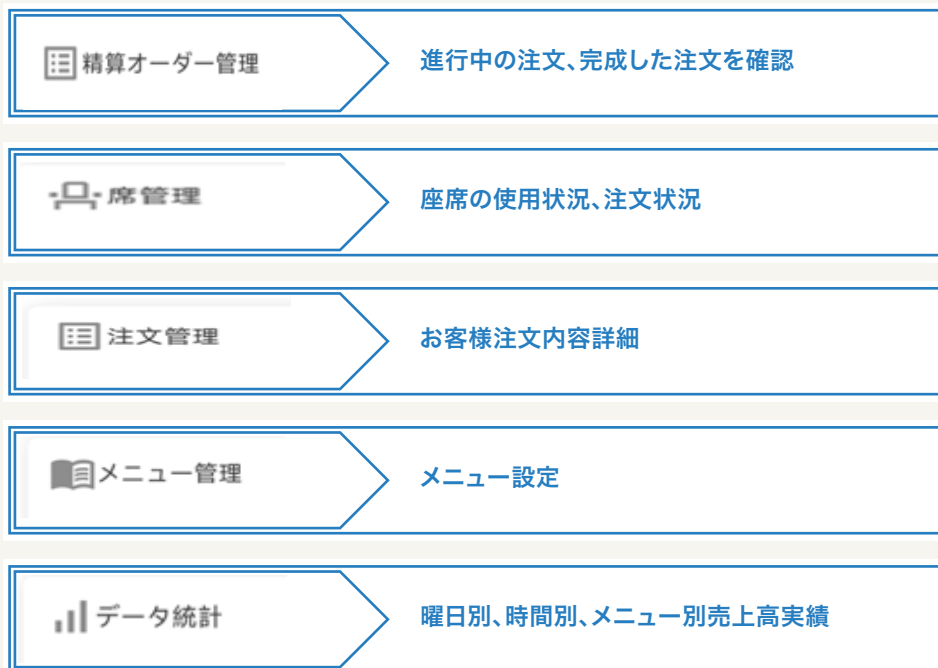 精算オーダー管理
進行中の注文、完成した注文を確認
席管理
座席の使用状況、注文状況
注文管理
お客様注文内容詳細
メニュー管理
メニュー設定
データ統計
曜日別、時間別、メニュー別売上高実績